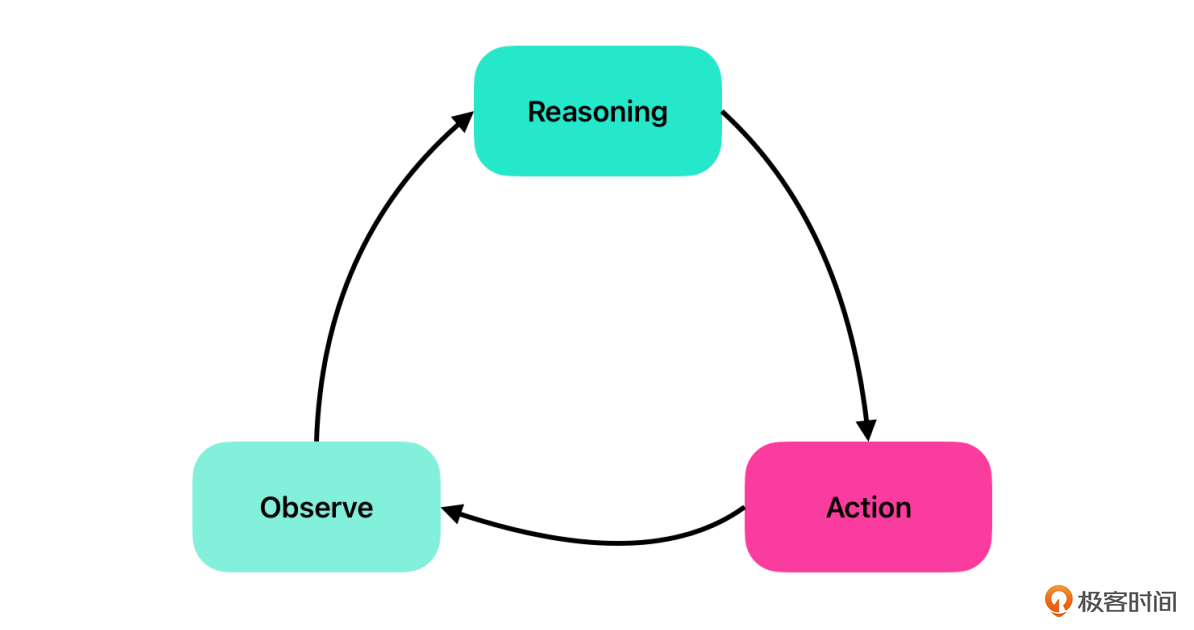 Reasoning
Observe
Action
极客时间